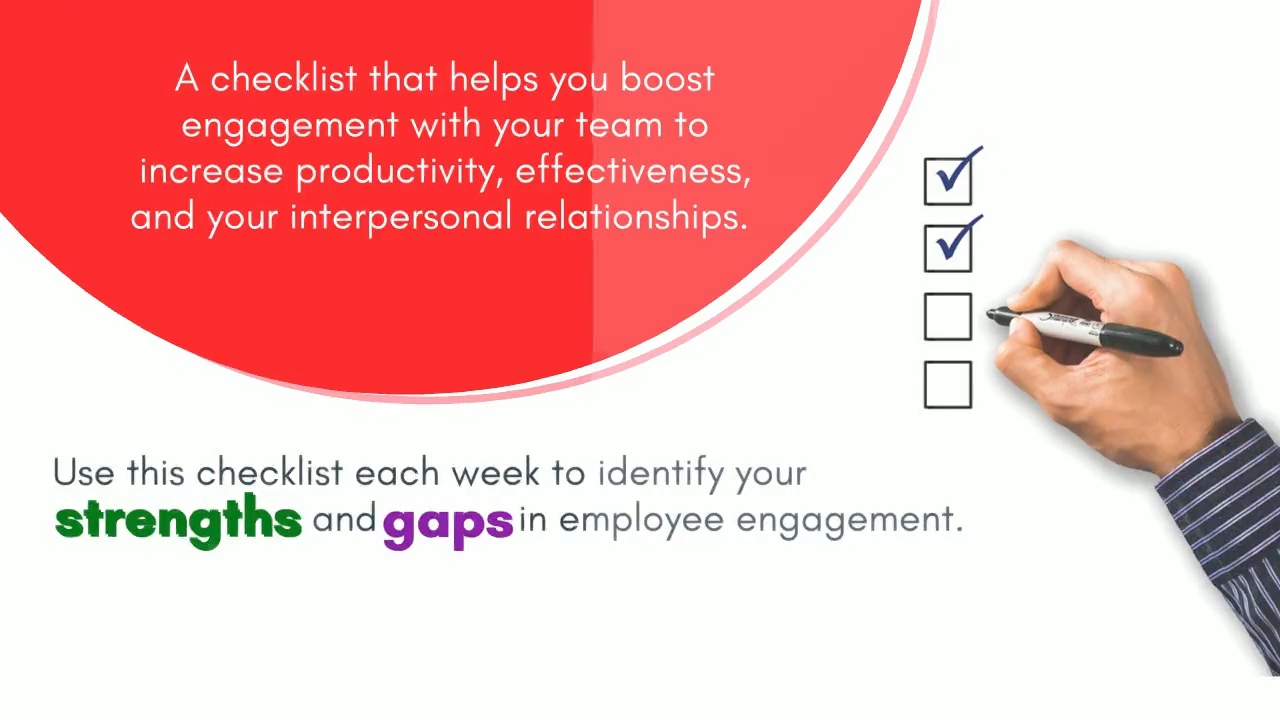 A checklist that helps you boost
engagement with your team to
increase productivity, effectiveness,
and your interpersonal relationships.
Use this checklist each week to identify your
strengths and gaps in employee engagement.